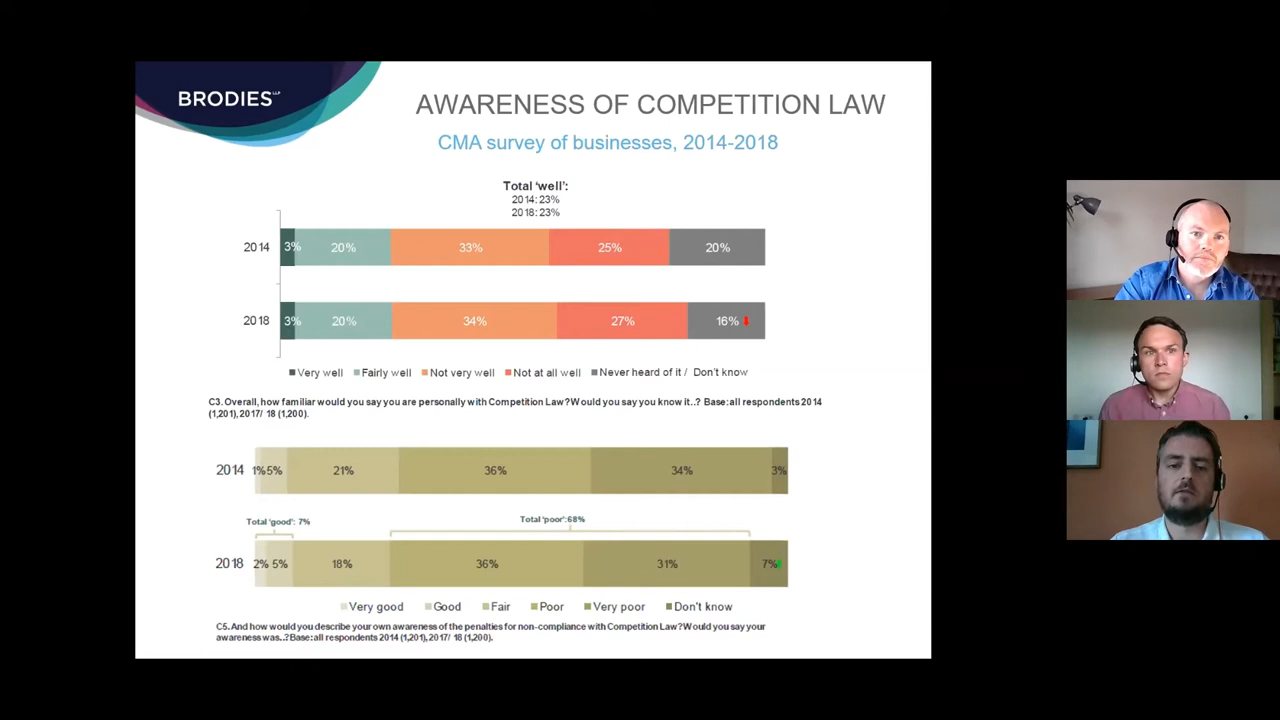 BRODIES LLP
AWARENESS OF COMPETITION LAW
CMA survey of businesses, 2014-2018
Total ‘well’:
2014: 23%
2018: 23%
2014 3% 20% 33% 25% 20%
2018 3% 20% 34% 27% 16%
Very well Fairly well Not very well Not at all well Never heard of it / Don’t know
C3. Overall, how familiar would you say you are personally with Competition Law? Would you say you know it..? Base: all respondents 2014
(1,201), 2017/ 18 (1,200).
2014 1% 5% 21% 36% 34% 3%
Total ‘good’: 7% Total ‘poor’: 68%
2018 2% 5% 18% 36% 31% 7%
Very good Good Fair Poor Very poor Don't know
C5. And how would you describe your own awareness of the penalties for non-compliance with Competition Law? Would you say your
awareness was..? Base: all respondents 2014 (1,201), 2017/ 18 (1,200).